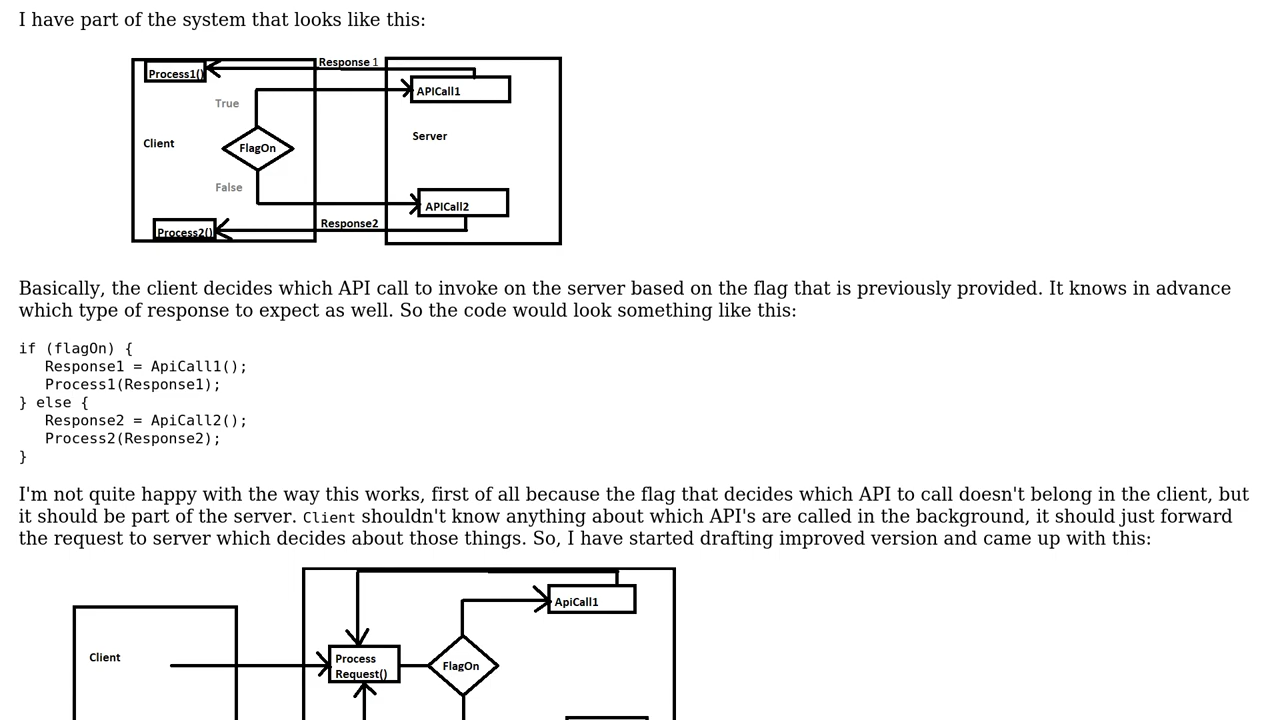 I have part of the system that looks like this:
Response 1
Process1()
APICall1
True
Client
FlagOn
Server
False
APICall2
Response2
Process2()
Basically, the client decides which API call to invoke on the server based on the flag that is previously provided. It knows in advance
which type of response to expect as well. So the code would look something like this:
if (flagOn) {
   Response1 = ApiCall1();
   Process1(Response1);
} else {
   Response2 = ApiCall2();
   Process2(Response2);
}
I'm not quite happy with the way this works, first of all because the flag that decides which API to call doesn't belong in the client, but
it should be part of the server. Client shouldn't know anything about which API's are called in the background, it should just forward
the request to server which decides about those things. So, I have started drafting improved version and came up with this:
ApiCall1
Client
Process
Request()
FlagOn